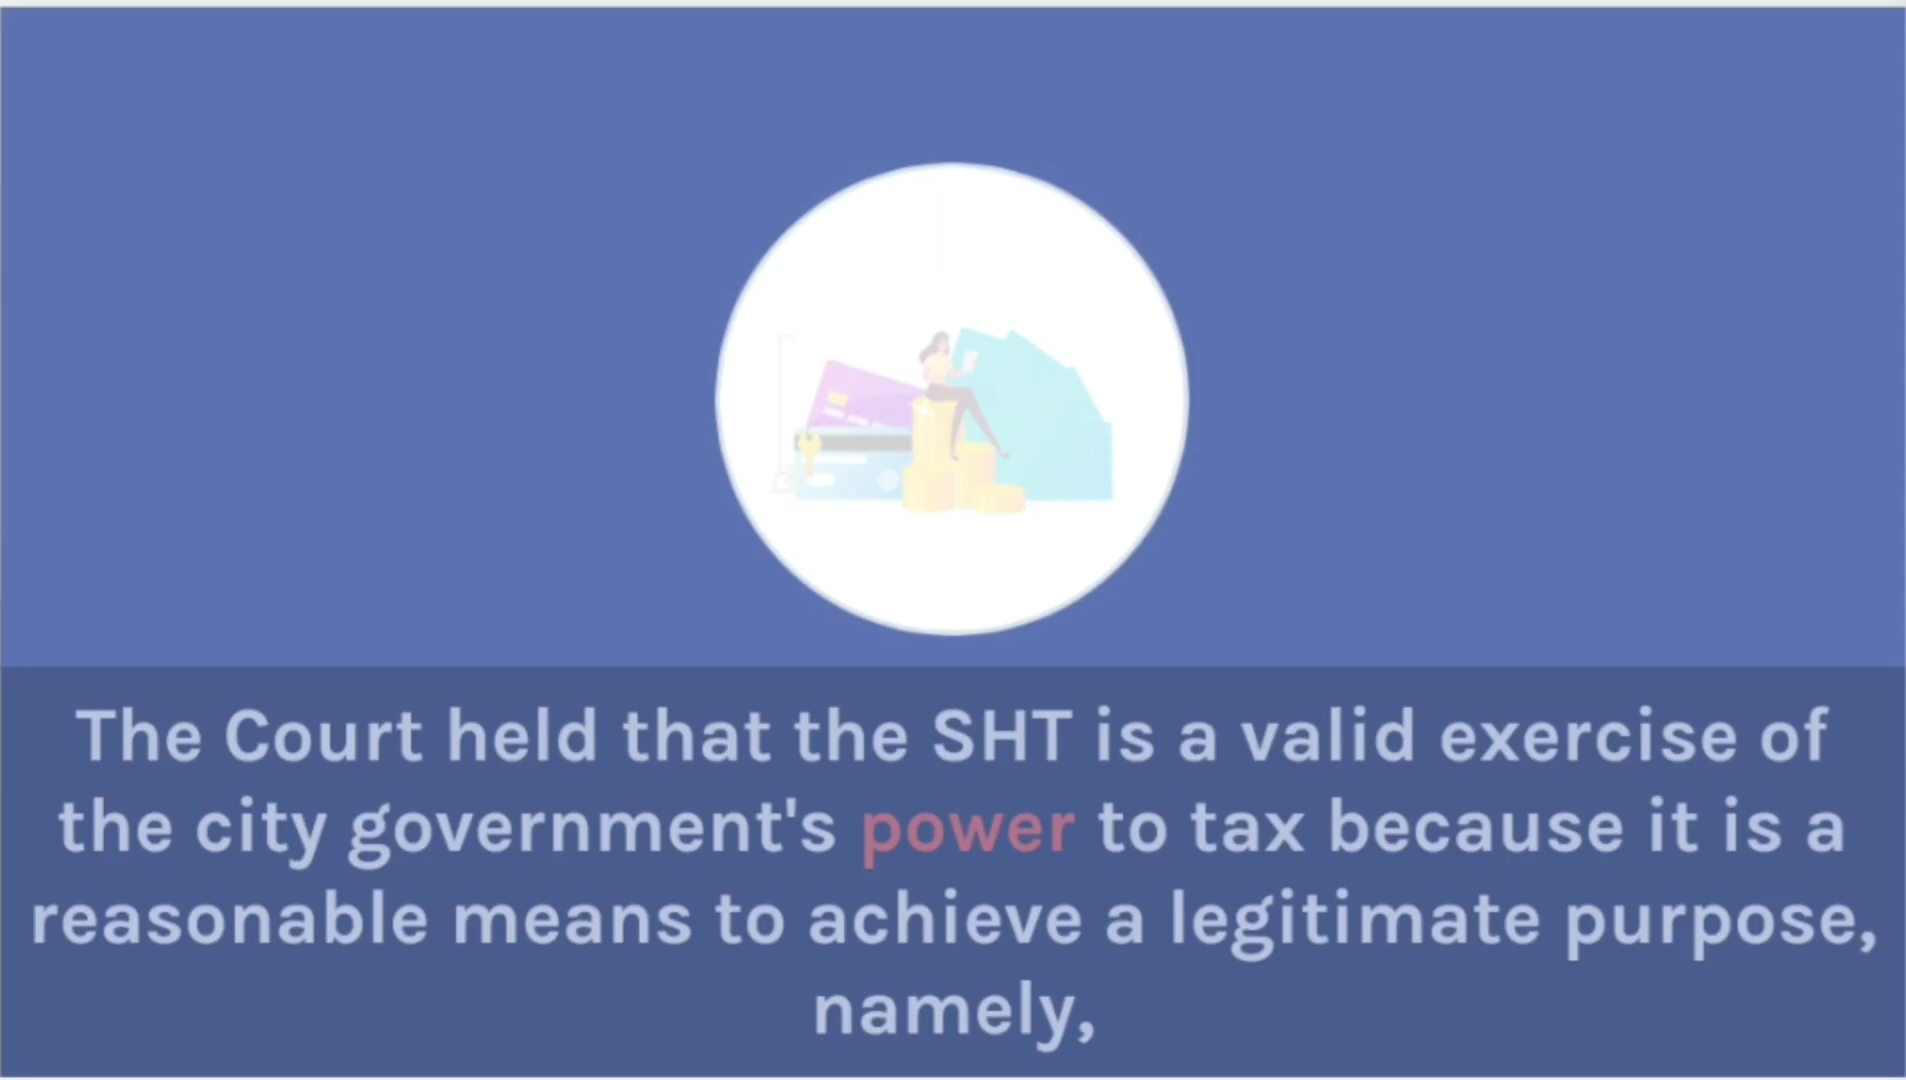 The Court held that the SHT is a valid exercise of
the city government's power to tax because it is a
reasonable means to achieve a legitimate purpose,
namely,